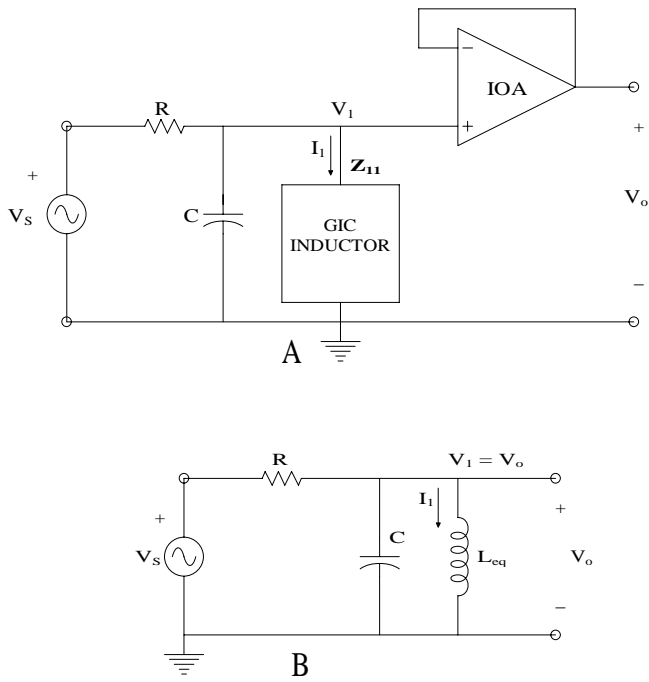 −
IOA
+
R
V₁
I₁
Z₁₁
+
+
Vₛ
C
GIC
INDUCTOR
Vₒ
−
A
R
V₁ = Vₒ
+
I₁
+
Vₛ
C
Lₑq
Vₒ
−
B